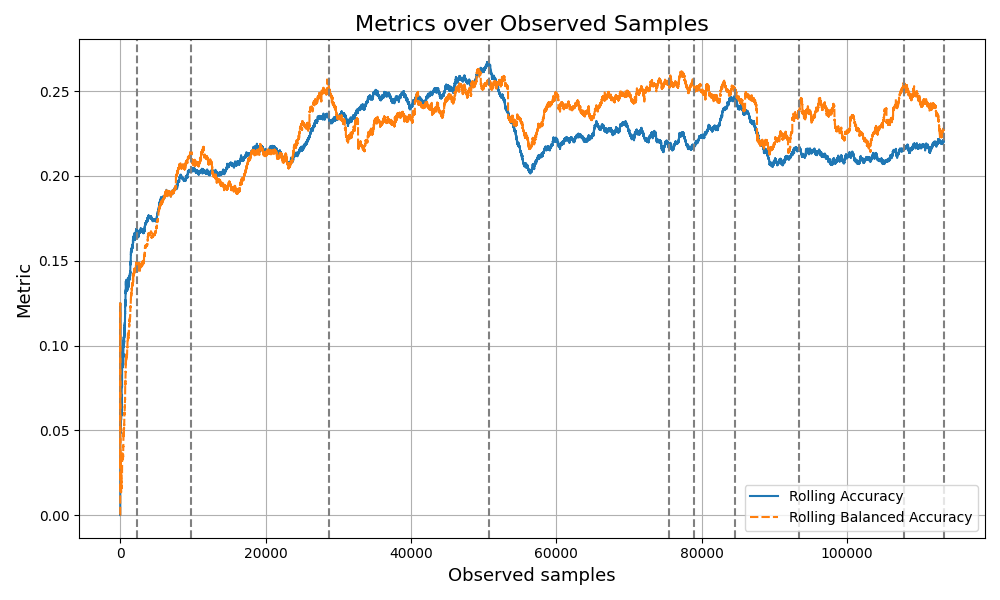 Metrics over Observed Samples
Metric
0.25
0.20
0.15
0.10
0.05
0.00
0
20000
40000
60000
80000
100000
Observed samples
Rolling Accuracy
Rolling Balanced Accuracy